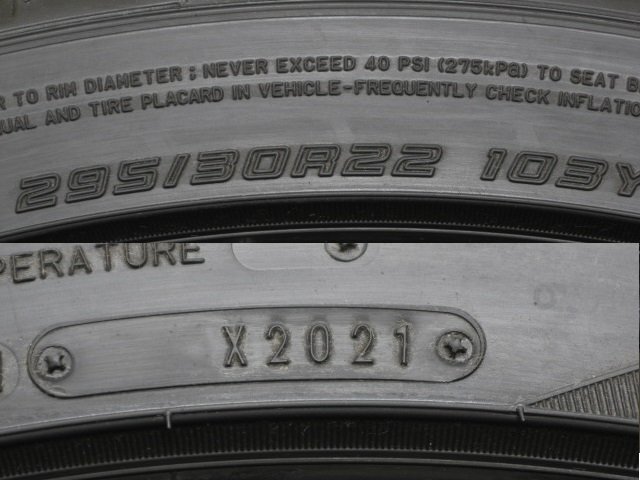 R TO RIM DIAMETER ; NEVER EXCEED 40 PSI (275kPa) TO SEAT B
UAL AND TIRE PLACARD IN VEHICLE-FREQUENTLY CHECK INFLATIO
295/30R22 103Y
PERATURE
X2021